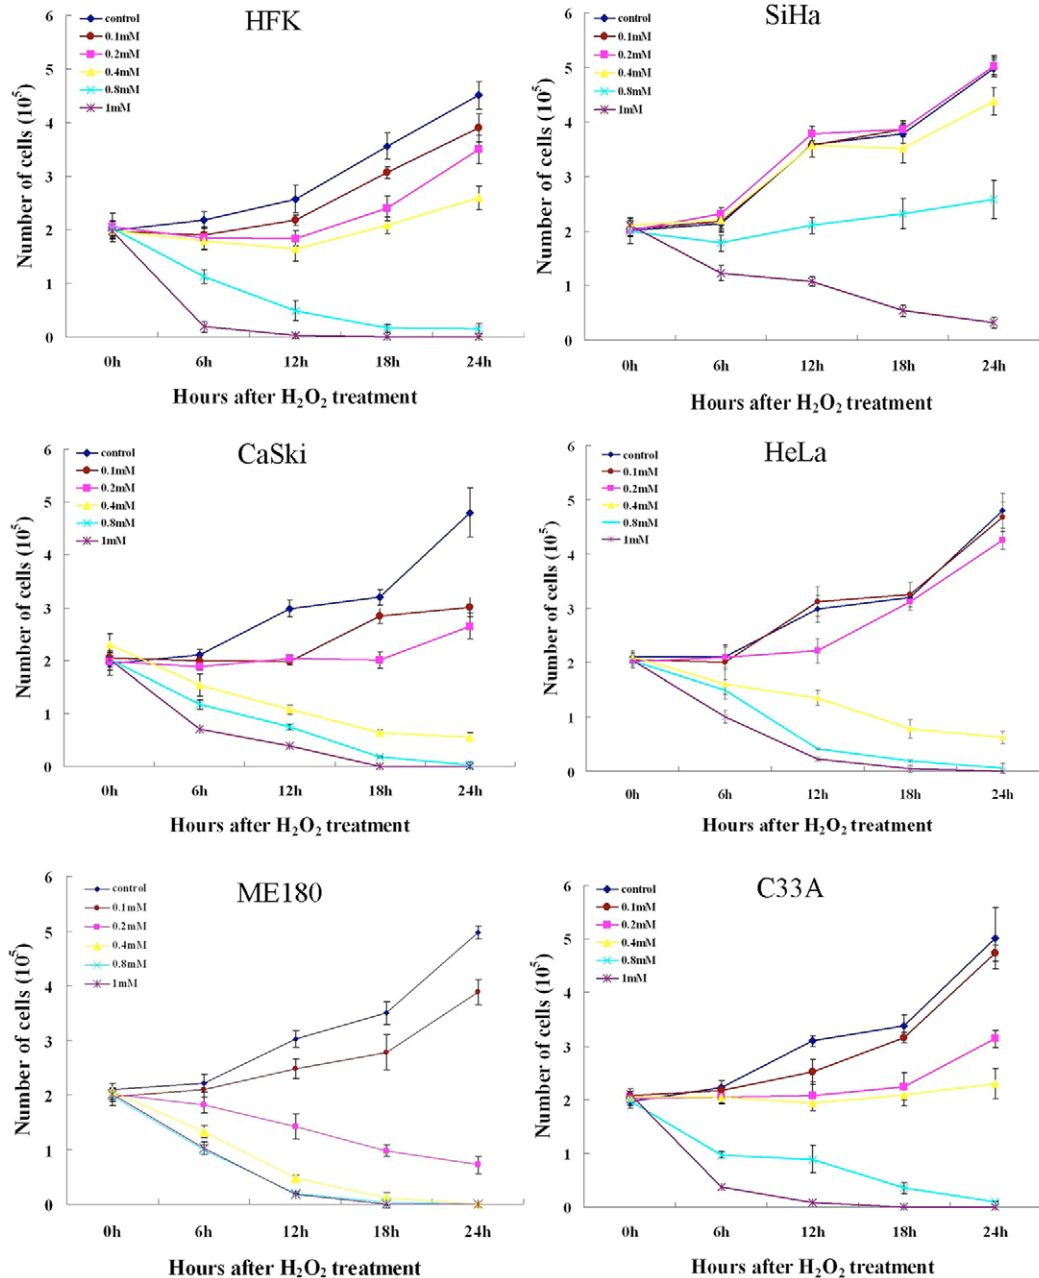 HFK
control
0.1mM
0.2mM
0.4mM
0.8mM
1mM
Number of cells (10⁵)
6
5
4
3
2
1
0
0h 6h 12h 18h 24h
Hours after H₂O₂ treatment
SiHa
control
0.1mM
0.2mM
0.4mM
0.8mM
1mM
Number of cells (10⁵)
6
5
4
3
2
1
0
0h 6h 12h 18h 24h
Hours after H₂O₂ treatment
CaSki
control
0.1mM
0.2mM
0.4mM
0.8mM
1mM
Number of cells (10⁵)
6
5
4
3
2
1
0
0h 6h 12h 18h 24h
Hours after H₂O₂ treatment
HeLa
control
0.1mM
0.2mM
0.4mM
0.8mM
1mM
Number of cells (10⁵)
6
5
4
3
2
1
0
0h 6h 12h 18h 24h
Hours after H₂O₂ treatment
ME180
control
0.1mM
0.2mM
0.4mM
0.8mM
1mM
Number of cells (10⁵)
6
5
4
3
2
1
0
0h 6h 12h 18h 24h
Hours after H₂O₂ treatment
C33A
control
0.1mM
0.2mM
0.4mM
0.8mM
1mM
Number of cells (10⁵)
6
5
4
3
2
1
0
0h 6h 12h 18h 24h
Hours after H₂O₂ treatment